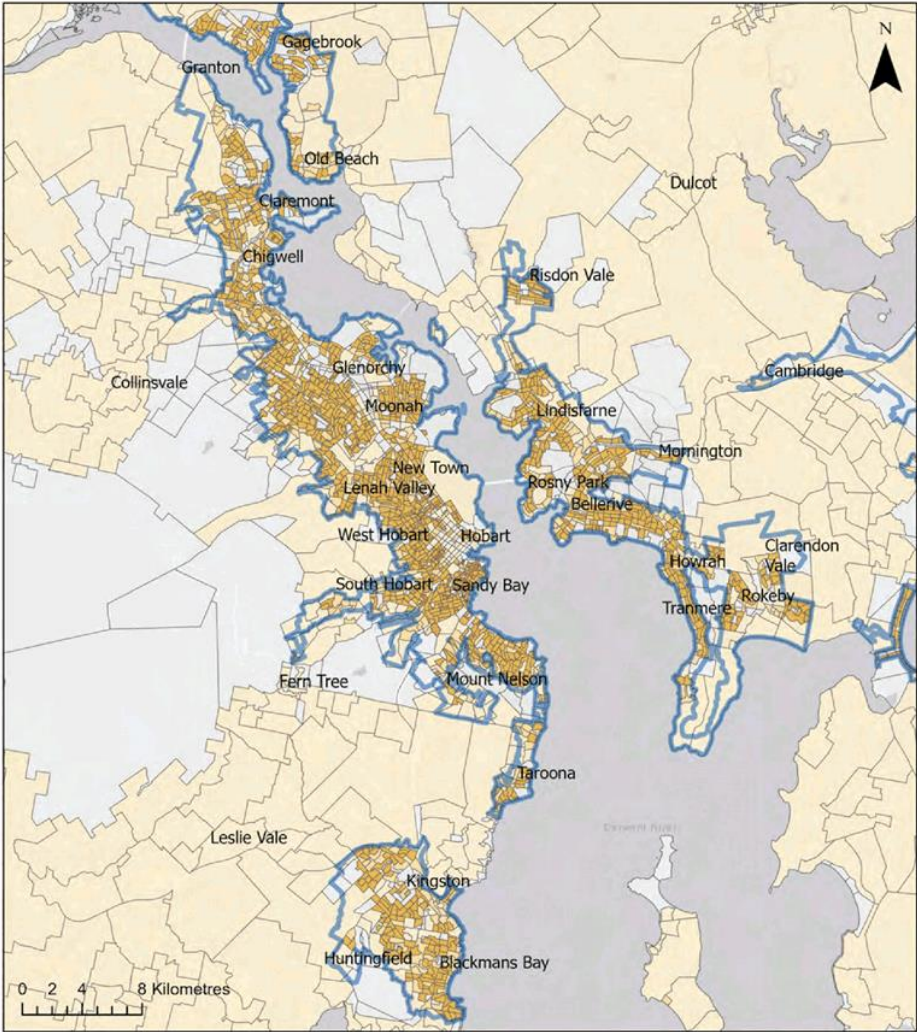 N
Gagebrook
Granton
Old Beach
Dulcot
Claremont
Chigwell
Risdon Vale
Glenorchy
Cambridge
Collinsvale
Moonah
Lindisfarne
Mornington
New Town
Rosny Park
Lenah Valley
Bellerive
West Hobart
Hobart
Clarendon
Vale
Howrah
South Hobart
Sandy Bay
Rokeby
Tranmere
Fern Tree
Mount Nelson
Taroona
Derwent River
Leslie Vale
Kingston
Huntingfield
Blackmans Bay
0 2 4 8 Kilometres